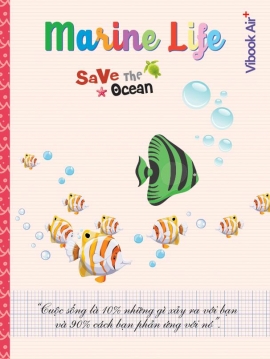 Marine Life
Save The
Ocean
Vibook Air+
"Cuộc sống là 10% những gì xảy ra với bạn
và 90% cách bạn phản ứng với nó".